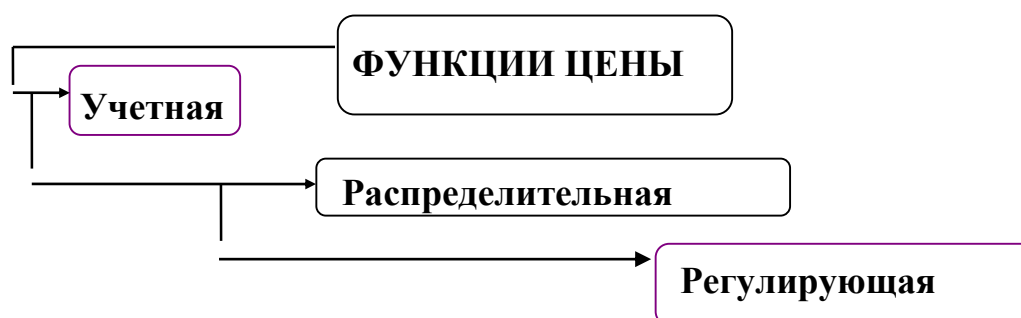 ФУНКЦИИ ЦЕНЫ
Учетная
Распределительная
Регулирующая